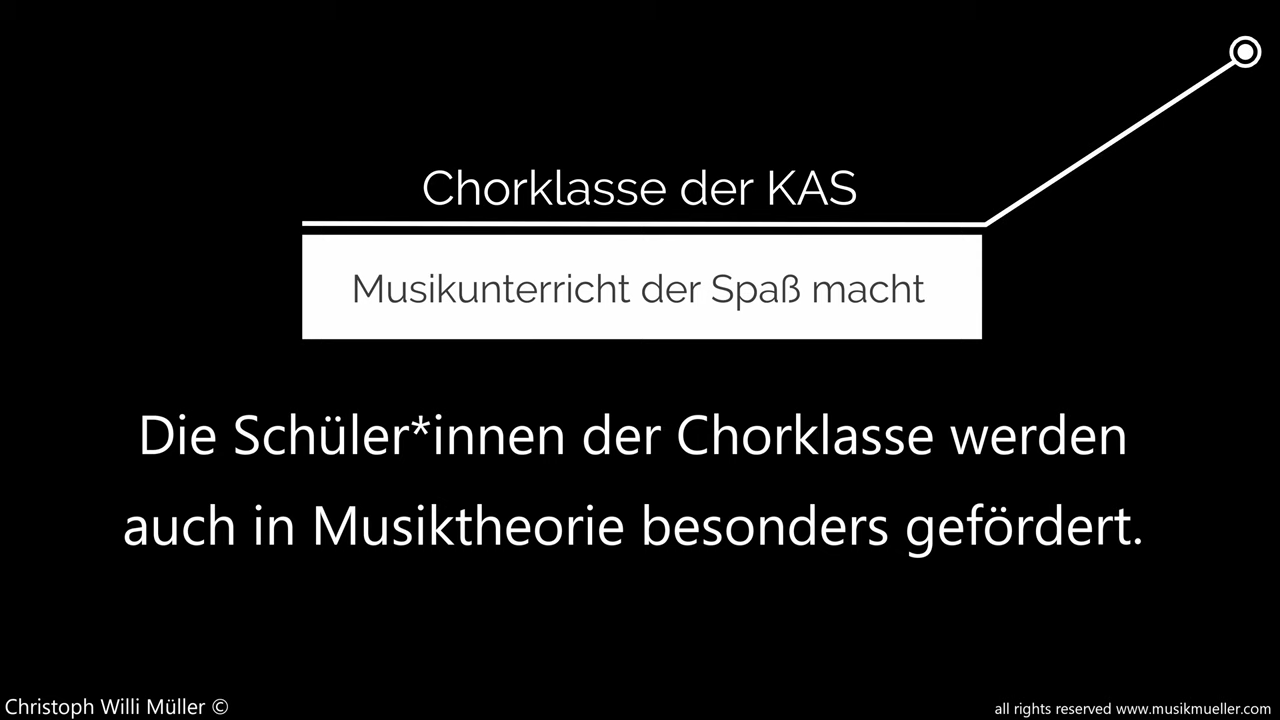 Chorklasse der KAS
Musikunterricht der Spaß macht
Die Schüler*innen der Chorklasse werden
auch in Musiktheorie besonders gefördert.
Christoph Willi Müller ©
all rights reserved www.musikmueller.com